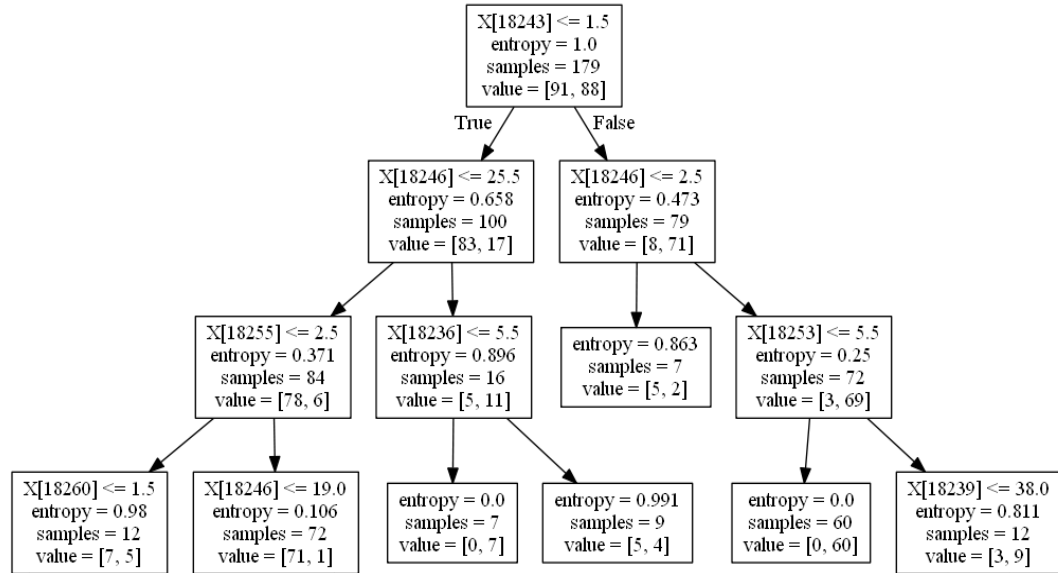 X[18243] <= 1.5
entropy = 1.0
samples = 179
value = [91, 88]
True
False
X[18246] <= 25.5
entropy = 0.658
samples = 100
value = [83, 17]
X[18246] <= 2.5
entropy = 0.473
samples = 79
value = [8, 71]
X[18255] <= 2.5
entropy = 0.371
samples = 84
value = [78, 6]
X[18236] <= 5.5
entropy = 0.896
samples = 16
value = [5, 11]
entropy = 0.863
samples = 7
value = [5, 2]
X[18253] <= 5.5
entropy = 0.25
samples = 72
value = [3, 69]
X[18260] <= 1.5
entropy = 0.98
samples = 12
value = [7, 5]
X[18246] <= 19.0
entropy = 0.106
samples = 72
value = [71, 1]
entropy = 0.0
samples = 7
value = [0, 7]
entropy = 0.991
samples = 9
value = [5, 4]
entropy = 0.0
samples = 60
value = [0, 60]
X[18239] <= 38.0
entropy = 0.811
samples = 12
value = [3, 9]